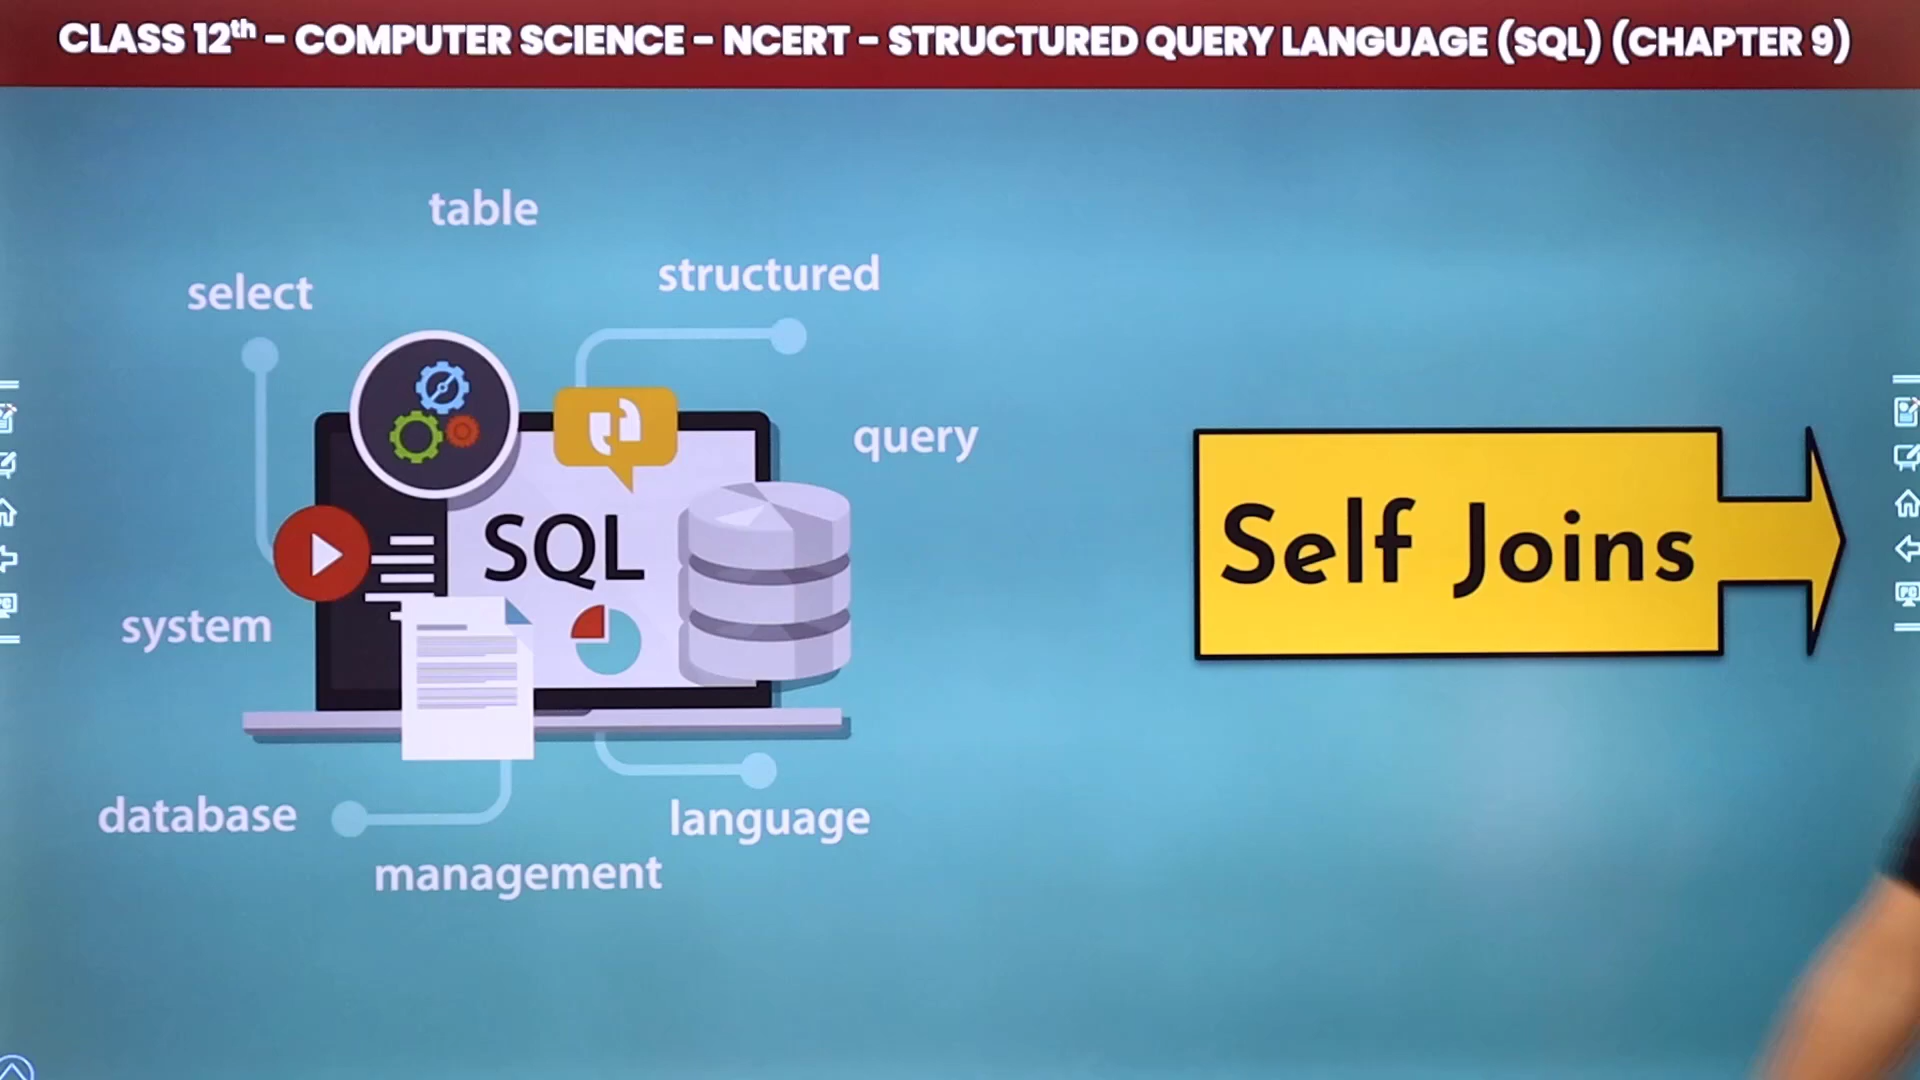 CLASS 12th – COMPUTER SCIENCE – NCERT – STRUCTURED QUERY LANGUAGE (SQL) (CHAPTER 9)
table
structured
select
query
SQL
Self Joins
system
database
language
management